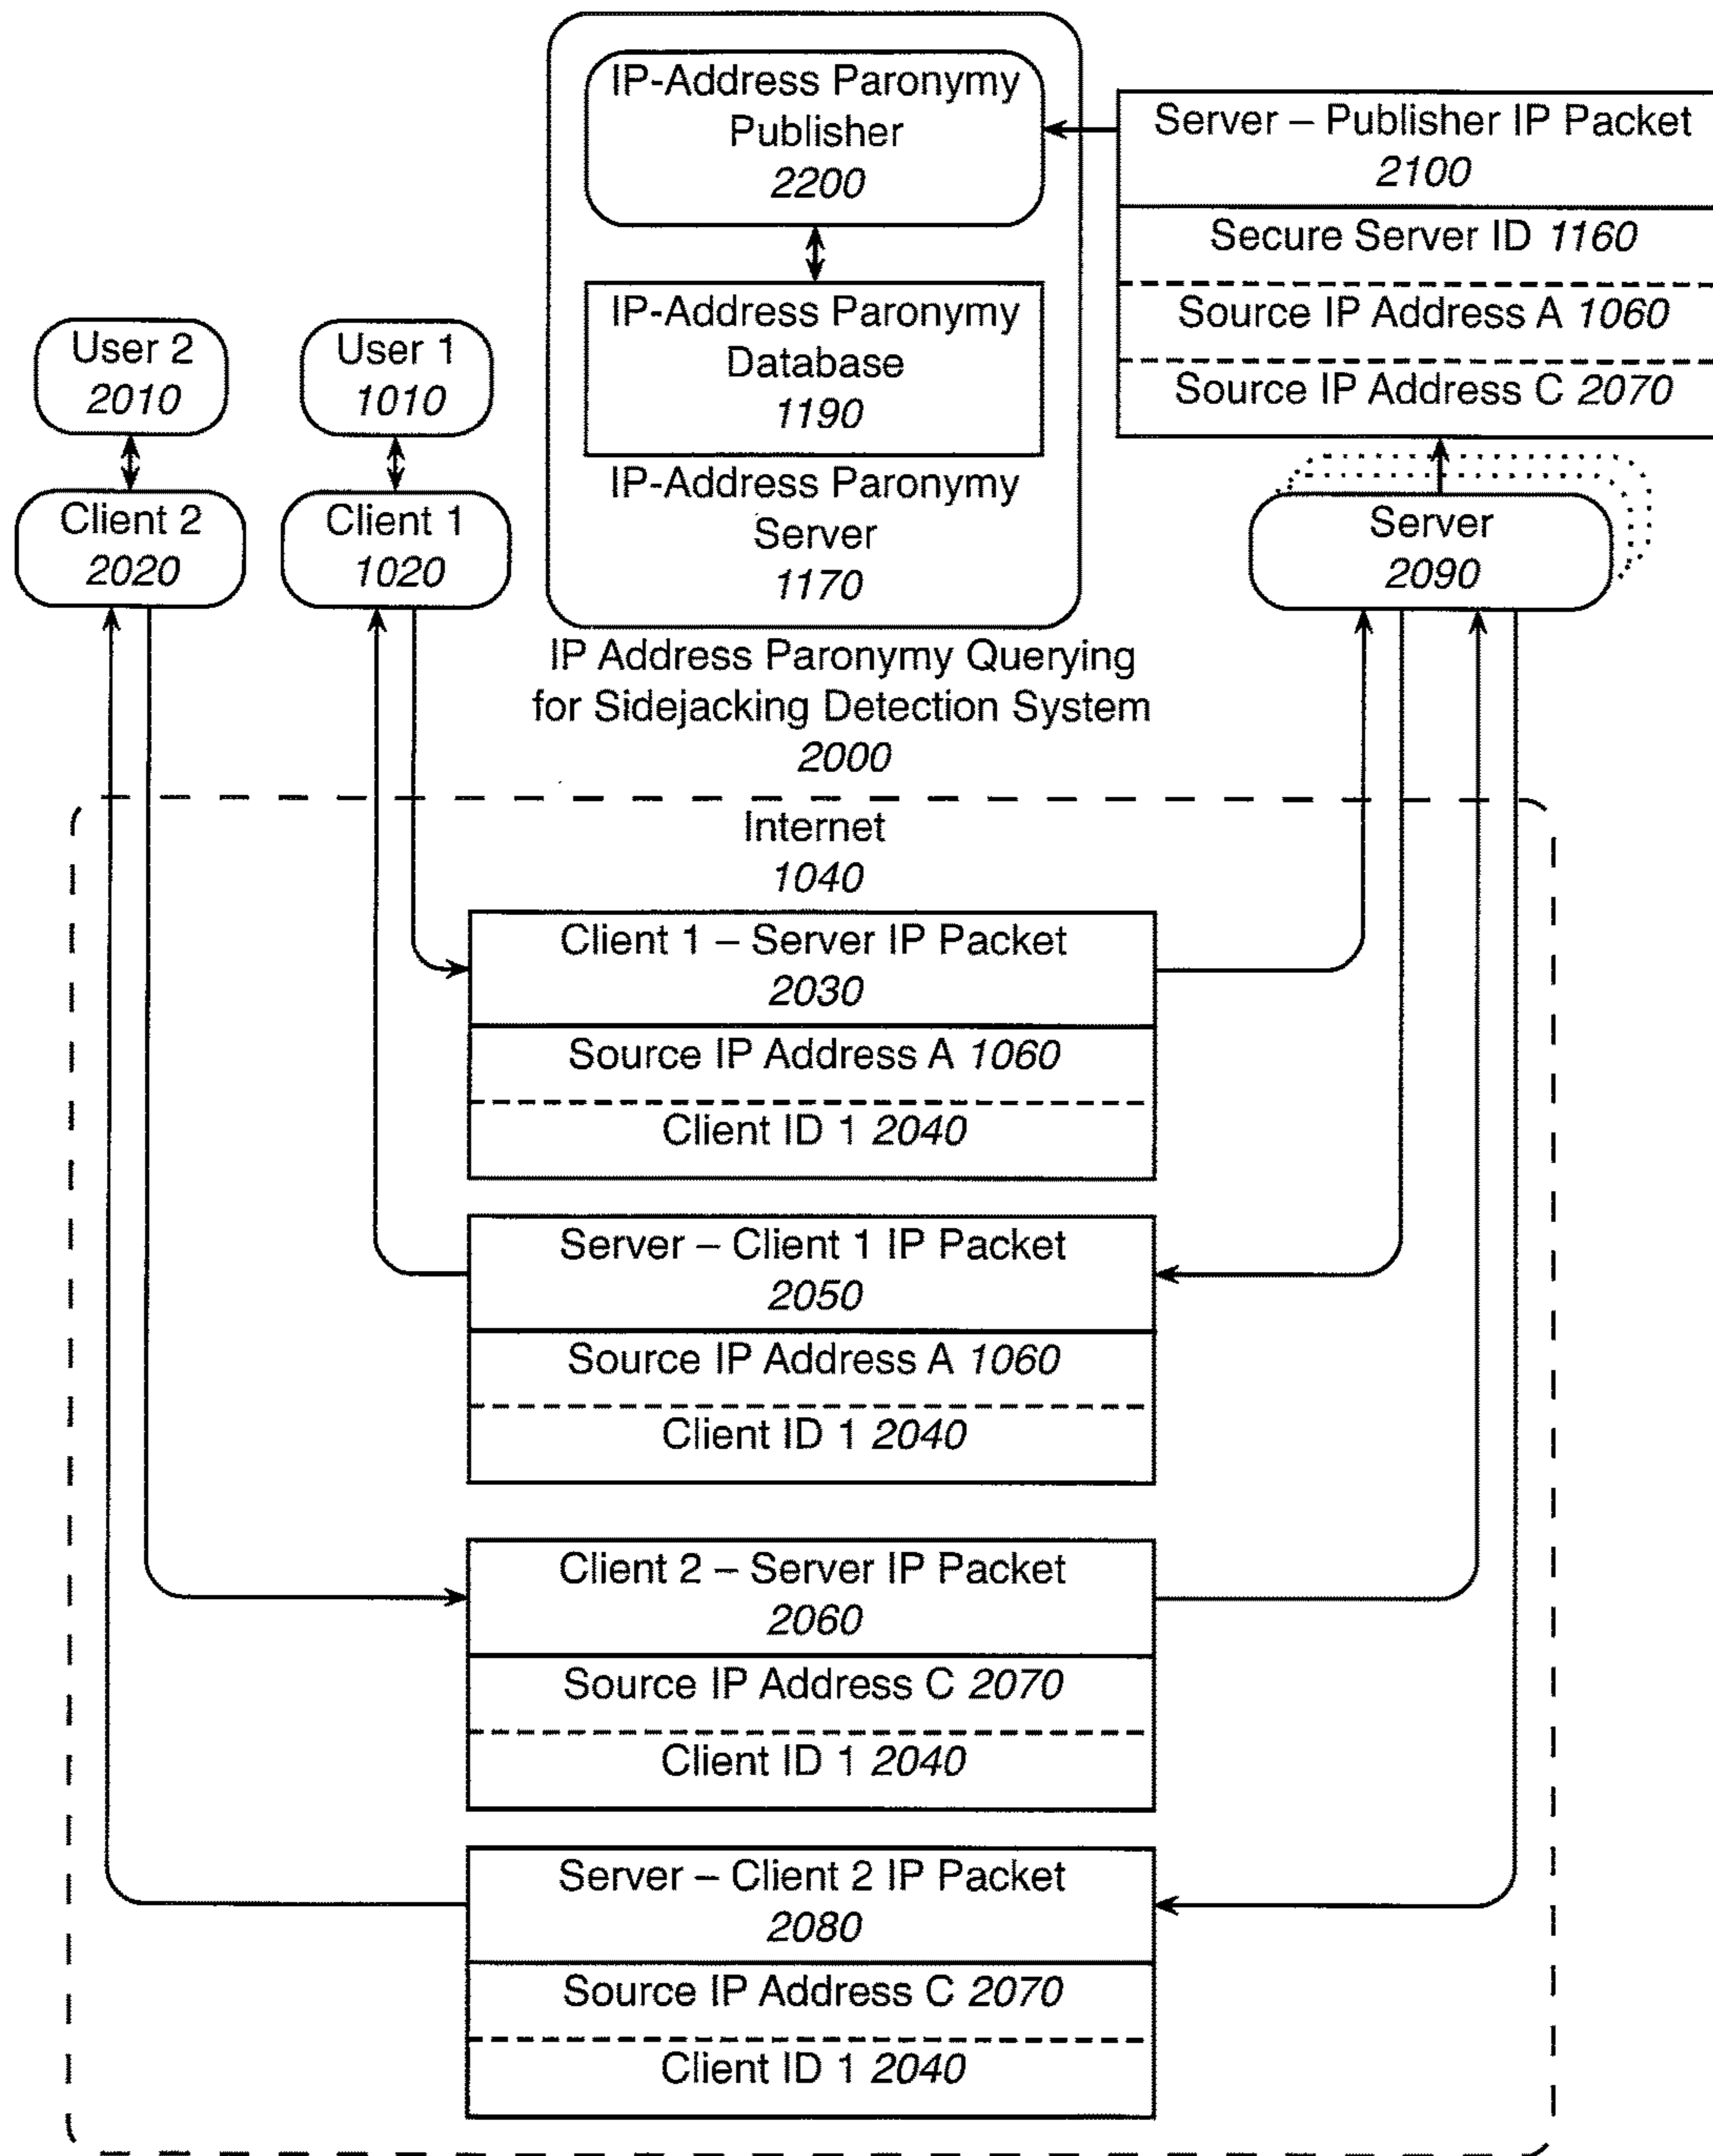 IP-Address Paronymy
Publisher
2200
IP-Address Paronymy
Database
1190
IP-Address Paronymy
Server
1170
Server – Publisher IP Packet
2100
Secure Server ID 1160
Source IP Address A 1060
Source IP Address C 2070
User 2
2010
User 1
1010
Client 2
2020
Client 1
1020
Server
2090
IP Address Paronymy Querying
for Sidejacking Detection System
2000
Internet
1040
Client 1 – Server IP Packet
2030
Source IP Address A 1060
Client ID 1 2040
Server – Client 1 IP Packet
2050
Source IP Address A 1060
Client ID 1 2040
Client 2 – Server IP Packet
2060
Source IP Address C 2070
Client ID 1 2040
Server – Client 2 IP Packet
2080
Source IP Address C 2070
Client ID 1 2040